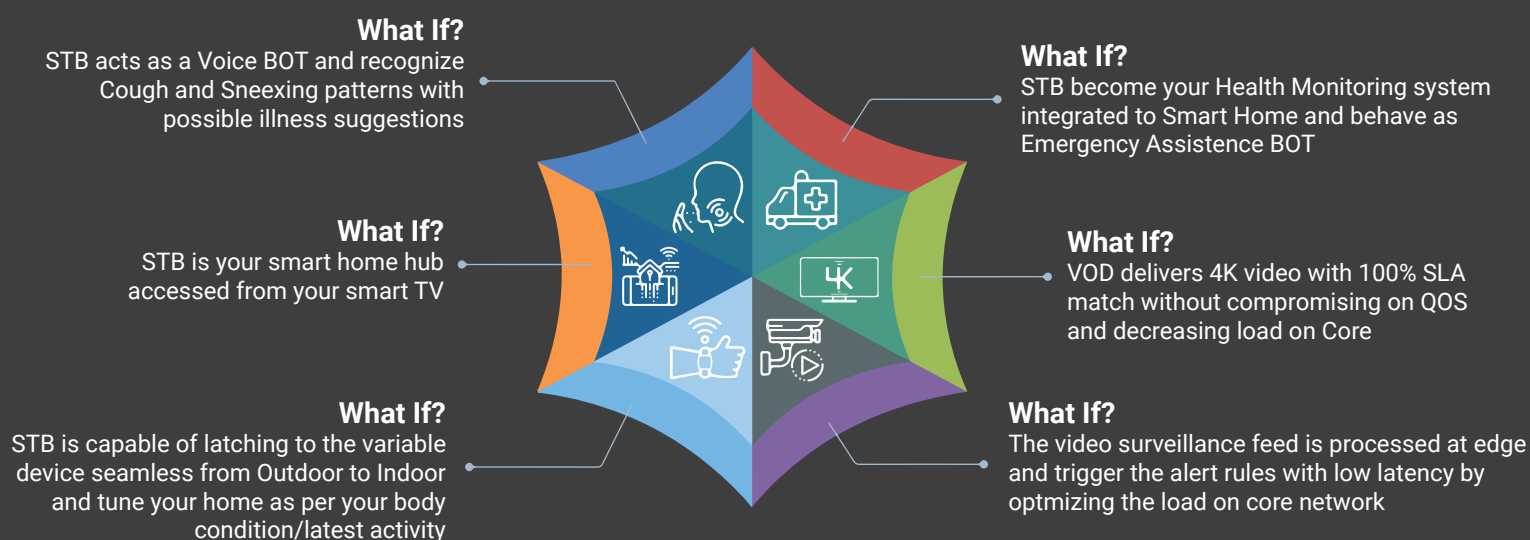 What If?
STB acts as a Voice BOT and recognize
Cough and Sneexing patterns with
possible illness suggestions
What If?
STB become your Health Monitoring system
integrated to Smart Home and behave as
Emergency Assistence BOT
What If?
STB is your smart home hub
accessed from your smart TV
4K
What If?
VOD delivers 4K video with 100% SLA
match without compromising on QOS
and decreasing load on Core
What If?
STB is capable of latching to the variable
device seamless from Outdoor to Indoor
and tune your home as per your body
condition/latest activity
What If?
The video surveillance feed is processed at edge
and trigger the alert rules with low latency by
optmizing the load on core network